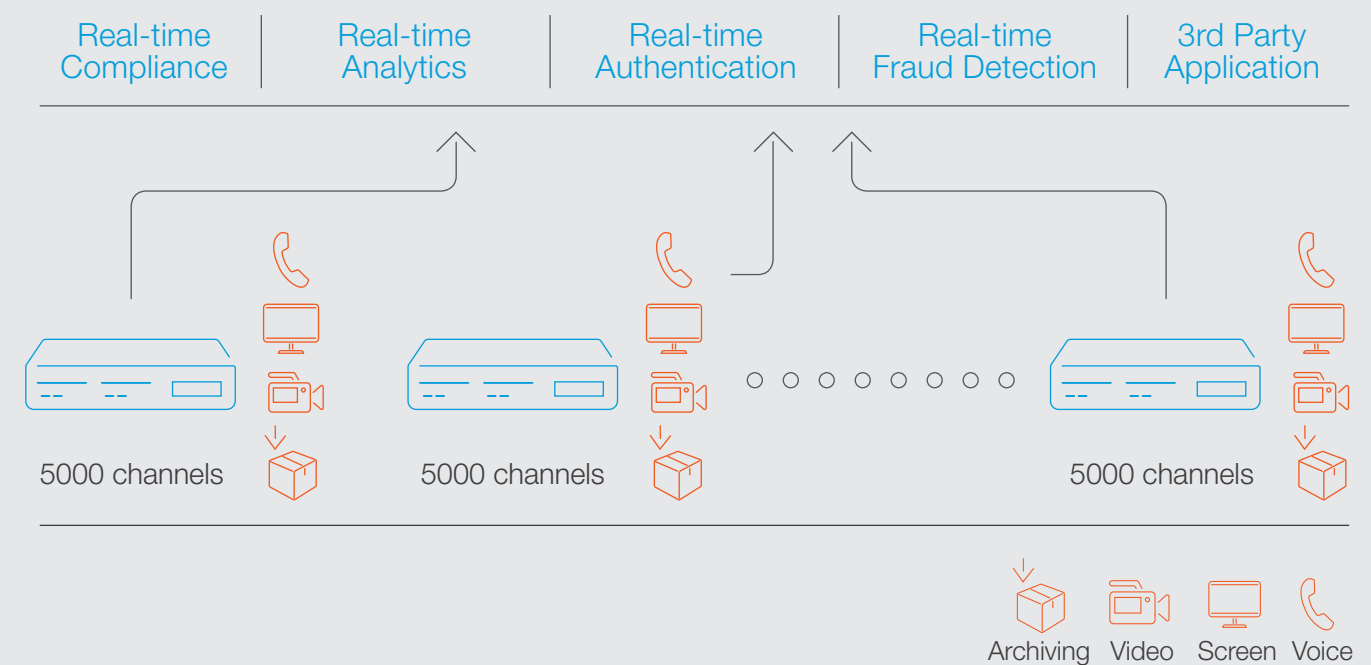 Real-time
Compliance
Real-time
Analytics
Real-time
Authentication
Real-time
Fraud Detection
3rd Party
Application
5000 channels
5000 channels
5000 channels
Archiving
Video
Screen
Voice